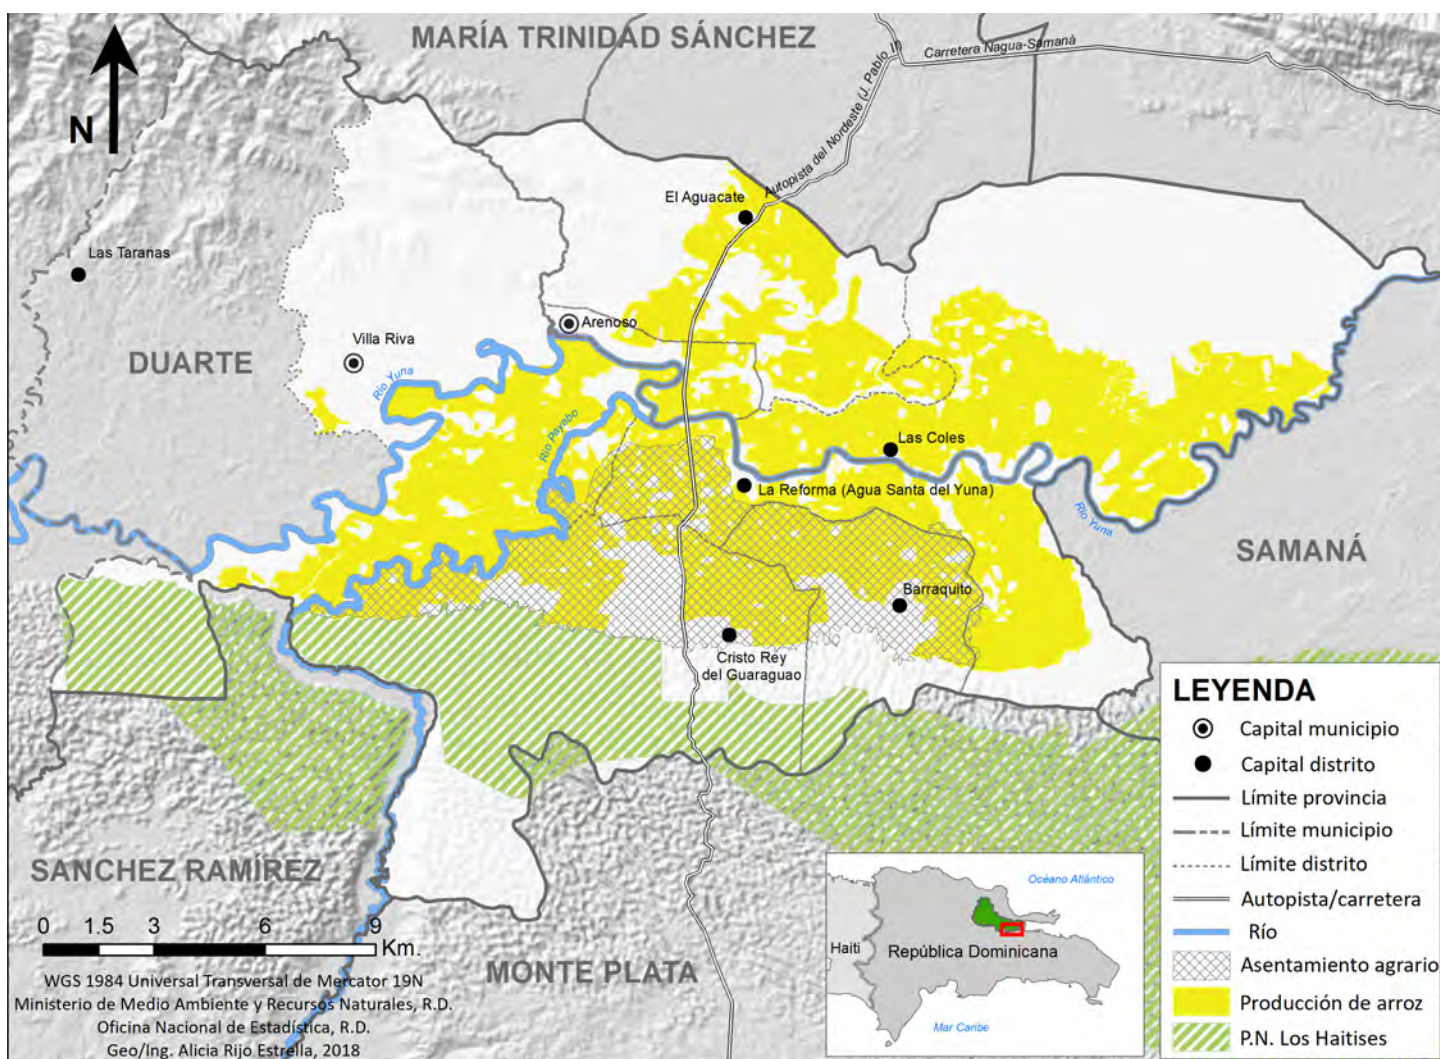 MARÍA TRINIDAD SÁNCHEZ
Carretera Nagua-Samaná
Autopista del Nordeste (J. Pablo II)
N
El Aguacate
Las Taranas
Arenoso
Villa Riva
DUARTE
Río Yuna
Río Payabo
Las Coles
La Reforma (Agua Santa del Yuna)
Río Yuna
SAMANÁ
Barraquito
Cristo Rey
del Guaraguao
SANCHEZ RAMÍREZ
MONTE PLATA
0 1.5 3 6 9
Km.
WGS 1984 Universal Transversal de Mercator 19N
Ministerio de Medio Ambiente y Recursos Naturales, R.D.
Oficina Nacional de Estadística, R.D.
Geo/Ing. Alicia Rijo Estrella, 2018
Océano Atlántico
Haiti
República Dominicana
Mar Caribe
LEYENDA
Capital municipio
Capital distrito
Límite provincia
Límite municipio
Límite distrito
Autopista/carretera
Río
Asentamiento agrario
Producción de arroz
P.N. Los Haitises